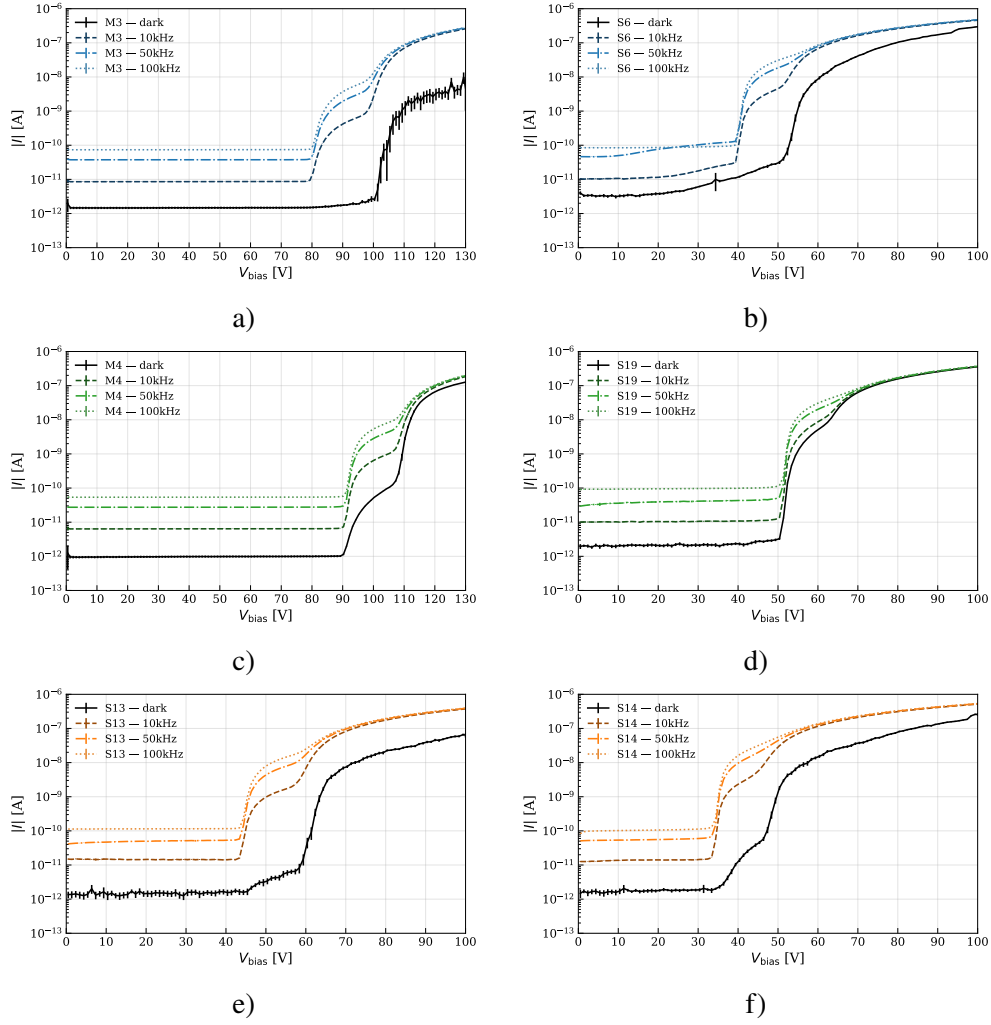 M3 — dark
M3 — 10kHz
M3 — 50kHz
M3 — 100kHz
|I| [A]
10⁻⁶
10⁻⁷
10⁻⁸
10⁻⁹
10⁻¹⁰
10⁻¹¹
10⁻¹²
10⁻¹³
0 10 20 30 40 50 60 70 80 90 100 110 120 130
V_bias [V]
a)
S6 — dark
S6 — 10kHz
S6 — 50kHz
S6 — 100kHz
|I| [A]
10⁻⁶
10⁻⁷
10⁻⁸
10⁻⁹
10⁻¹⁰
10⁻¹¹
10⁻¹²
10⁻¹³
0 10 20 30 40 50 60 70 80 90 100
V_bias [V]
b)
M4 — dark
M4 — 10kHz
M4 — 50kHz
M4 — 100kHz
|I| [A]
10⁻⁶
10⁻⁷
10⁻⁸
10⁻⁹
10⁻¹⁰
10⁻¹¹
10⁻¹²
10⁻¹³
0 10 20 30 40 50 60 70 80 90 100 110 120 130
V_bias [V]
c)
S19 — dark
S19 — 10kHz
S19 — 50kHz
S19 — 100kHz
|I| [A]
10⁻⁶
10⁻⁷
10⁻⁸
10⁻⁹
10⁻¹⁰
10⁻¹¹
10⁻¹²
10⁻¹³
0 10 20 30 40 50 60 70 80 90 100
V_bias [V]
d)
S13 — dark
S13 — 10kHz
S13 — 50kHz
S13 — 100kHz
|I| [A]
10⁻⁶
10⁻⁷
10⁻⁸
10⁻⁹
10⁻¹⁰
10⁻¹¹
10⁻¹²
10⁻¹³
0 10 20 30 40 50 60 70 80 90 100
V_bias [V]
e)
S14 — dark
S14 — 10kHz
S14 — 50kHz
S14 — 100kHz
|I| [A]
10⁻⁶
10⁻⁷
10⁻⁸
10⁻⁹
10⁻¹⁰
10⁻¹¹
10⁻¹²
10⁻¹³
0 10 20 30 40 50 60 70 80 90 100
V_bias [V]
f)